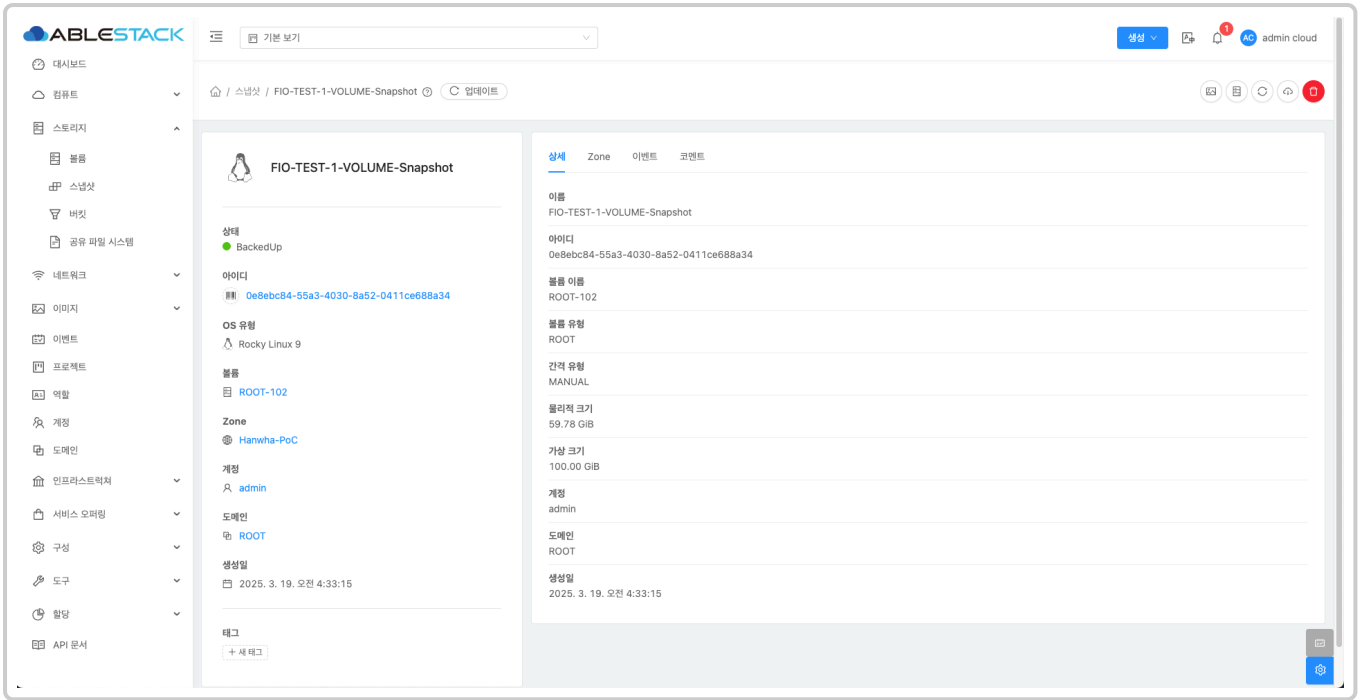 ABLESTACK
기본 보기
생성
1
AC
admin cloud
대시보드
컴퓨트
스토리지
볼륨
스냅샷
버킷
공유 파일 시스템
네트워크
이미지
이벤트
프로젝트
역할
계정
도메인
인프라스트럭쳐
서비스 오퍼링
구성
도구
할당
API 문서
/ 스냅샷 / FIO-TEST-1-VOLUME-Snapshot
업데이트
FIO-TEST-1-VOLUME-Snapshot
상태
BackedUp
아이디
0e8ebc84-55a3-4030-8a52-0411ce688a34
OS 유형
Rocky Linux 9
볼륨
ROOT-102
Zone
Hanwha-PoC
계정
admin
도메인
ROOT
생성일
2025. 3. 19. 오전 4:33:15
태그
+ 새 태그
상세 Zone 이벤트 코멘트
이름
FIO-TEST-1-VOLUME-Snapshot
아이디
0e8ebc84-55a3-4030-8a52-0411ce688a34
볼륨 이름
ROOT-102
볼륨 유형
ROOT
간격 유형
MANUAL
물리적 크기
59.78 GiB
가상 크기
100.00 GiB
계정
admin
도메인
ROOT
생성일
2025. 3. 19. 오전 4:33:15